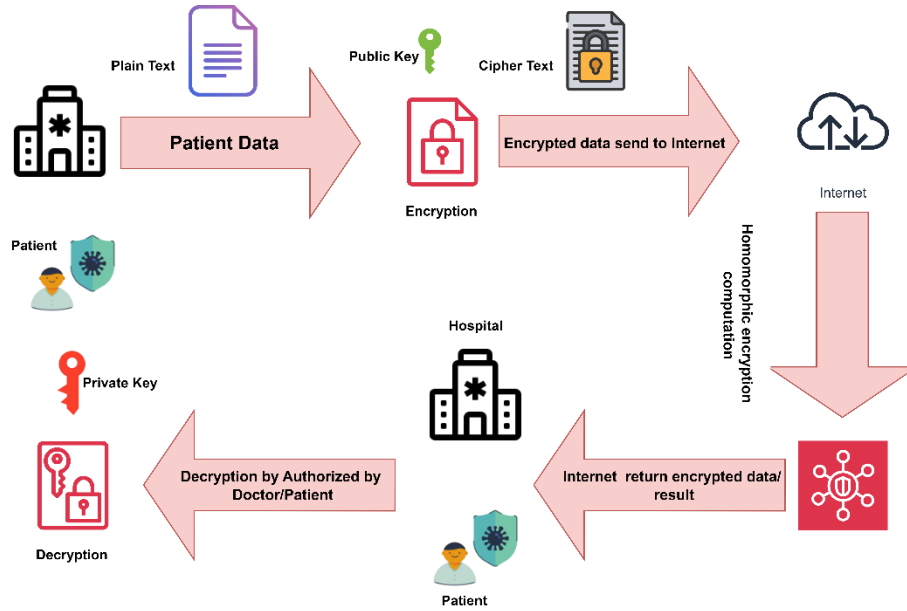 Plain Text
Public Key
Cipher Text
Patient Data
Encrypted data send to Internet
Encryption
Internet
Patient
Homomorphic encryption
computation
Hospital
Private Key
Decryption by Authorized by
Doctor/Patient
Internet return encrypted data/
result
Decryption
Patient